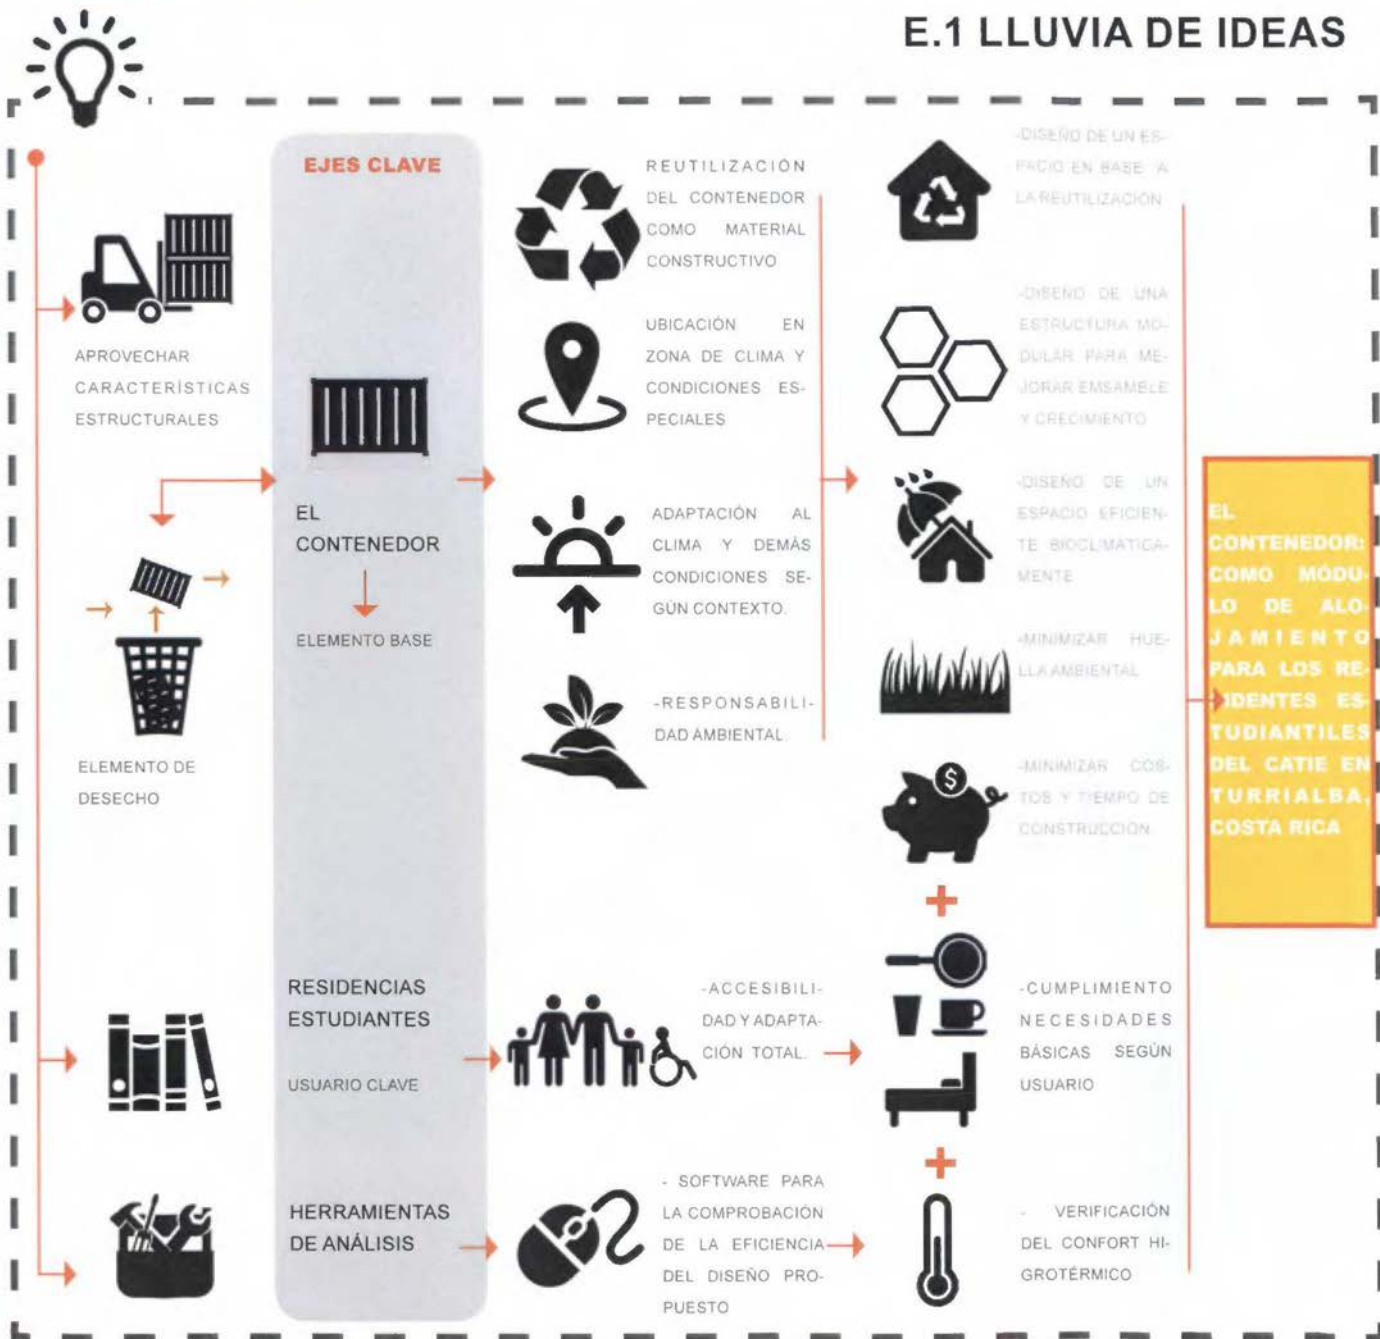 E.1 LLUVIA DE IDEAS
EJES CLAVE
APROVECHAR
CARACTERÍSTICAS
ESTRUCTURALES
ELEMENTO DE
DESECHO
EL
CONTENEDOR
ELEMENTO BASE
RESIDENCIAS
ESTUDIANTES
USUARIO CLAVE
HERRAMIENTAS
DE ANÁLISIS
REUTILIZACIÓN
DEL CONTENEDOR
COMO MATERIAL
CONSTRUCTIVO
UBICACIÓN EN
ZONA DE CLIMA Y
CONDICIONES ES-
PECIALES
ADAPTACIÓN AL
CLIMA Y DEMÁS
CONDICIONES SE-
GÚN CONTEXTO.
-RESPONSABILI-
DAD AMBIENTAL.
-ACCESIBILI-
DAD Y ADAPTA-
CIÓN TOTAL.
- SOFTWARE PARA
LA COMPROBACIÓN
DE LA EFICIENCIA
DEL DISEÑO PRO-
PUESTO
-DISEÑO DE UN ES-
PACIO EN BASE A
LA REUTILIZACIÓN
-DISEÑO DE UNA
ESTRUCTURA MO-
DULAR PARA ME-
JORAR EMSAMBLE
Y CRECIMIENTO
-DISEÑO DE UN
ESPACIO EFICIEN-
TE BIOCLIMATICA-
MENTE
-MINIMIZAR HUE-
LLA AMBIENTAL
-MINIMIZAR COS-
TOS Y TIEMPO DE
CONSTRUCCIÓN
-CUMPLIMIENTO
NECESIDADES
BÁSICAS SEGÚN
USUARIO
- VERIFICACIÓN
DEL CONFORT HI-
GROTÉRMICO
EL
CONTENEDOR:
COMO MÓDU-
LO DE ALO-
JAMIENTO
PARA LOS RE-
SIDENTES ES-
TUDIANTILES
DEL CATIE EN
TURRIALBA,
COSTA RICA
$